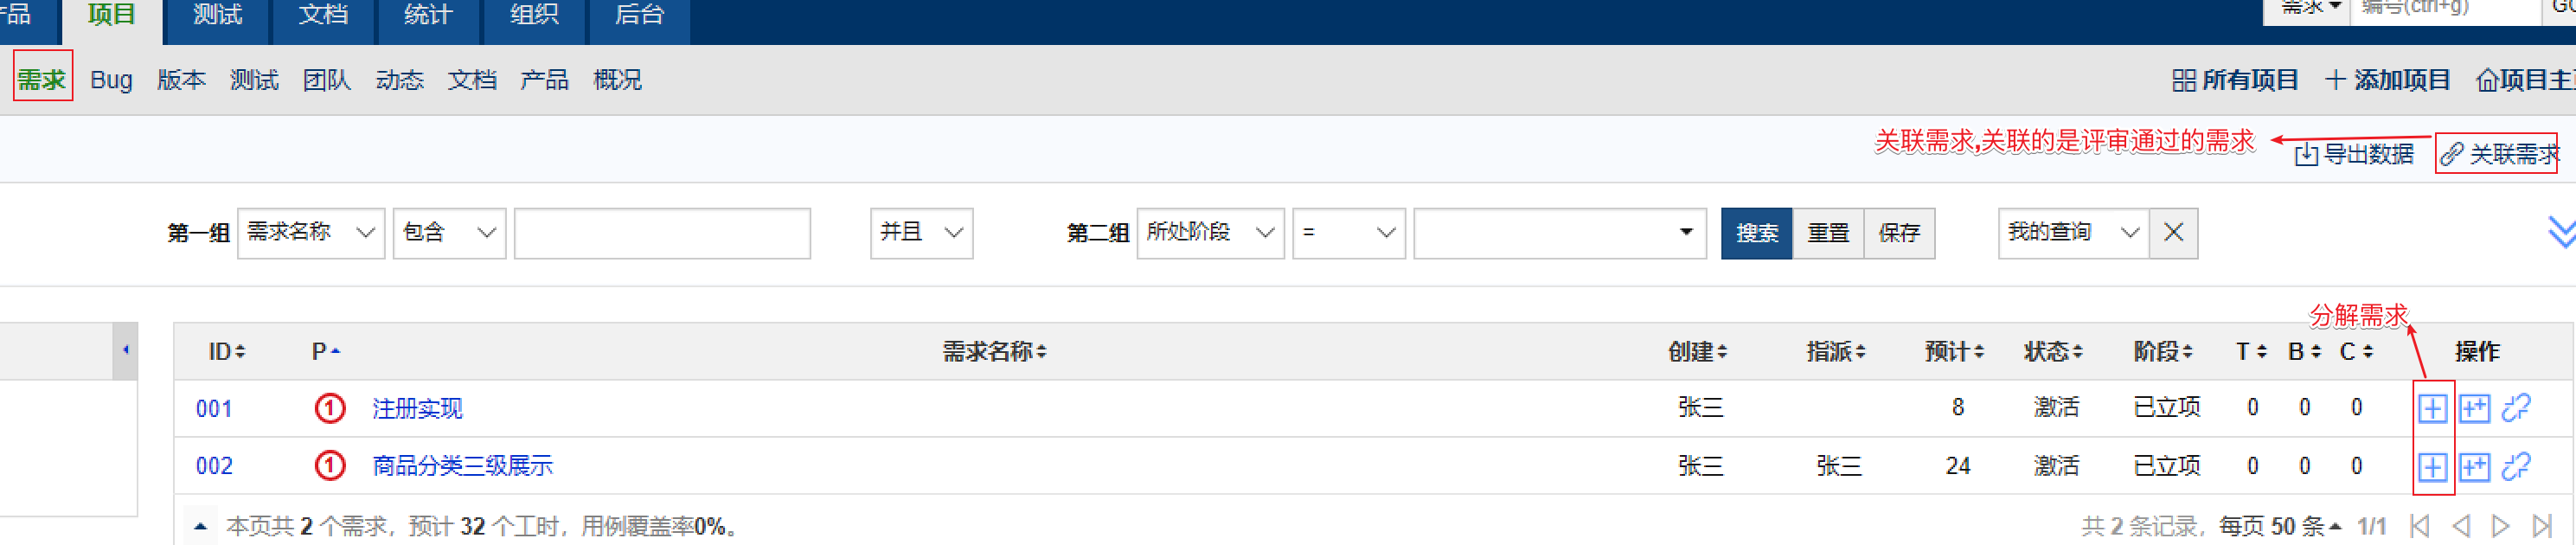 产品 项目 测试 文档 统计 组织 后台 需求 编号(ctrl+g)
需求 Bug 版本 测试 团队 动态 文档 产品 概况 所有项目 添加项目 项目主页
关联需求,关联的是评审通过的需求 导出数据 关联需求
第一组 需求名称 包含 并且 第二组 所处阶段 = 搜索 重置 保存 我的查询
分解需求
ID P 需求名称 创建 指派 预计 状态 阶段 T B C 操作
001 1 注册实现 张三 8 激活 已立项 0 0 0
002 1 商品分类三级展示 张三 张三 24 激活 已立项 0 0 0
本页共 2 个需求，预计 32 个工时，用例覆盖率0%。 共 2 条记录，每页 50 条 1/1